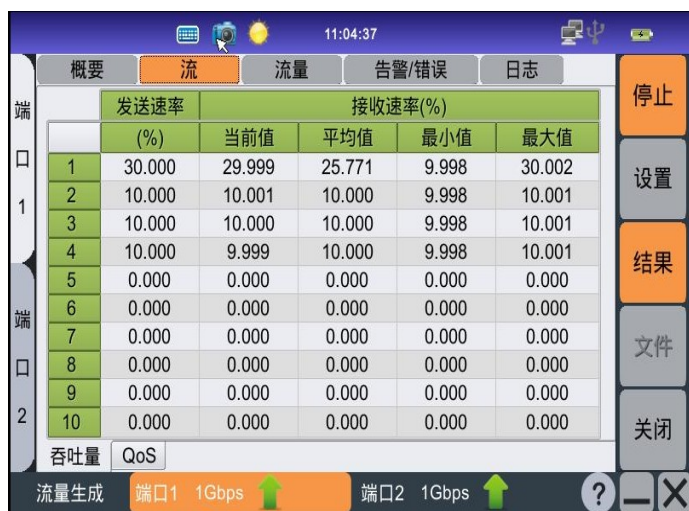 11:04:37
概要 流 流量 告警/错误 日志
端口1
端口2
发送速率 接收速率(%)
(%) 当前值 平均值 最小值 最大值
1 30.000 29.999 25.771 9.998 30.002
2 10.000 10.001 10.000 9.998 10.001
3 10.000 10.000 10.000 9.998 10.001
4 10.000 9.999 10.000 9.998 10.001
5 0.000 0.000 0.000 0.000 0.000
6 0.000 0.000 0.000 0.000 0.000
7 0.000 0.000 0.000 0.000 0.000
8 0.000 0.000 0.000 0.000 0.000
9 0.000 0.000 0.000 0.000 0.000
10 0.000 0.000 0.000 0.000 0.000
吞吐量 QoS
停止
设置
结果
文件
关闭
流量生成 端口1 1Gbps 端口2 1Gbps ?